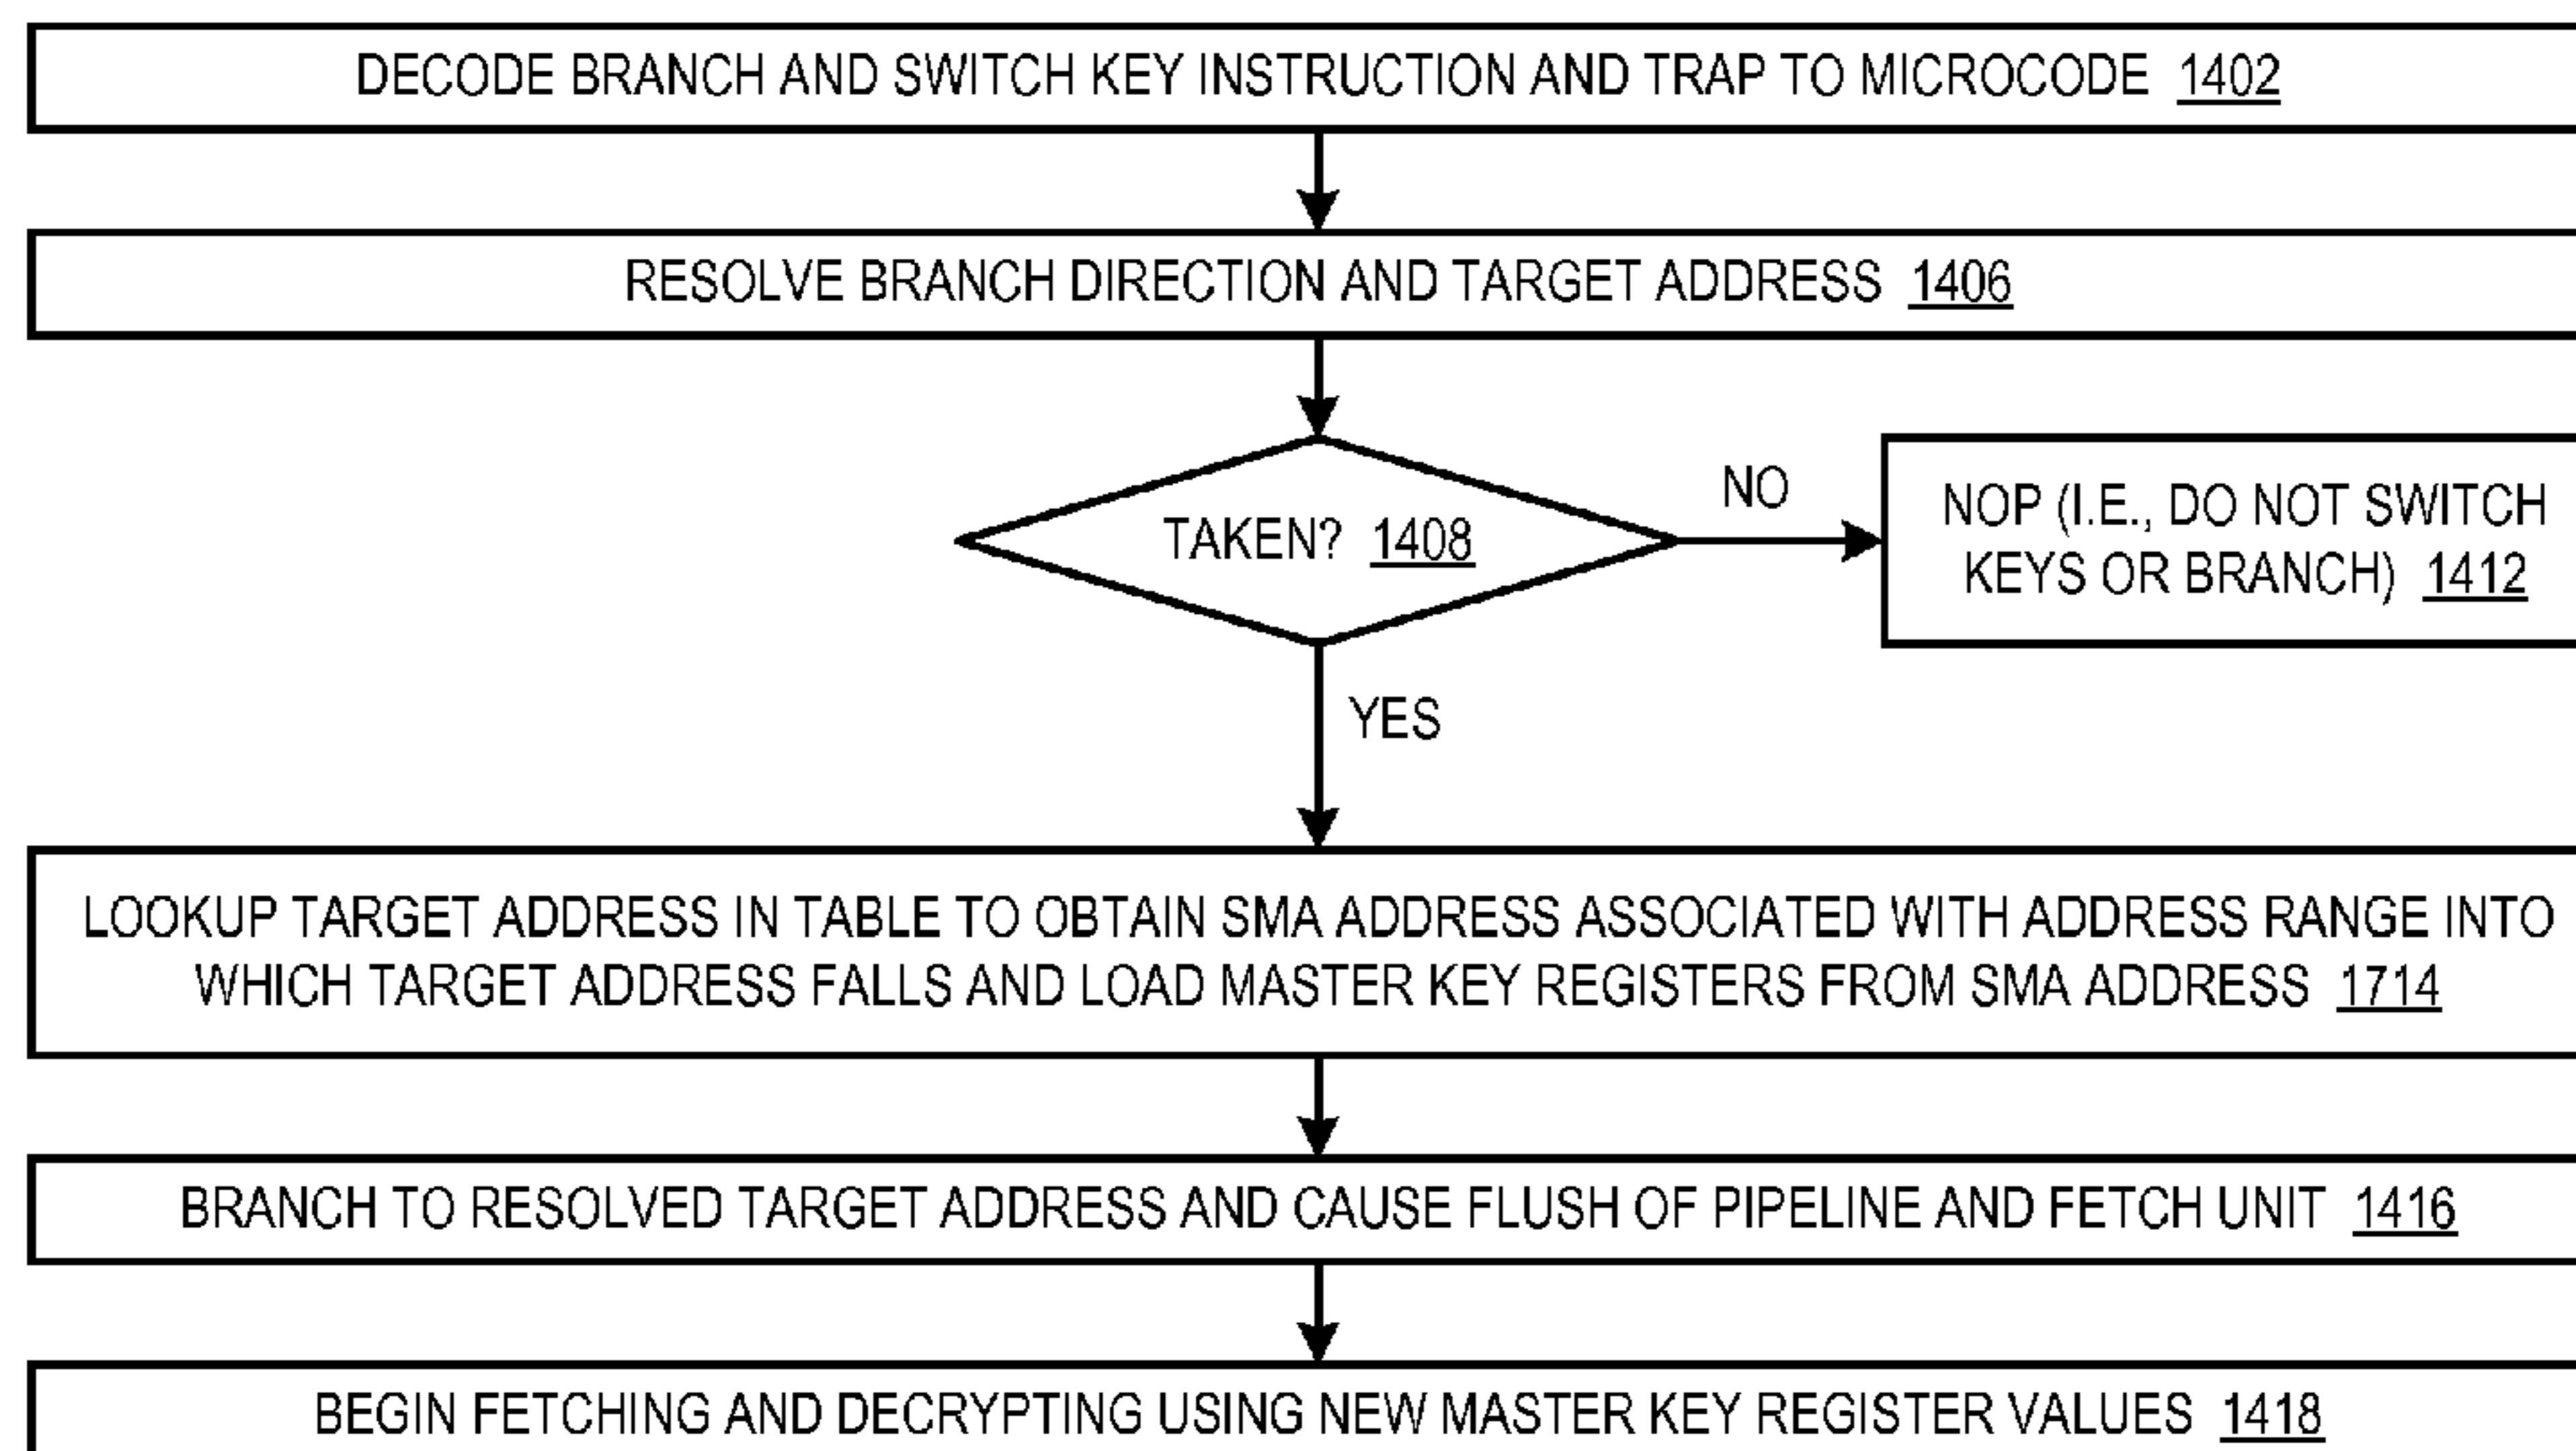 DECODE BRANCH AND SWITCH KEY INSTRUCTION AND TRAP TO MICROCODE 1402
RESOLVE BRANCH DIRECTION AND TARGET ADDRESS 1406
TAKEN? 1408
NO
NOP (I.E., DO NOT SWITCH
KEYS OR BRANCH) 1412
YES
LOOKUP TARGET ADDRESS IN TABLE TO OBTAIN SMA ADDRESS ASSOCIATED WITH ADDRESS RANGE INTO
WHICH TARGET ADDRESS FALLS AND LOAD MASTER KEY REGISTERS FROM SMA ADDRESS 1714
BRANCH TO RESOLVED TARGET ADDRESS AND CAUSE FLUSH OF PIPELINE AND FETCH UNIT 1416
BEGIN FETCHING AND DECRYPTING USING NEW MASTER KEY REGISTER VALUES 1418